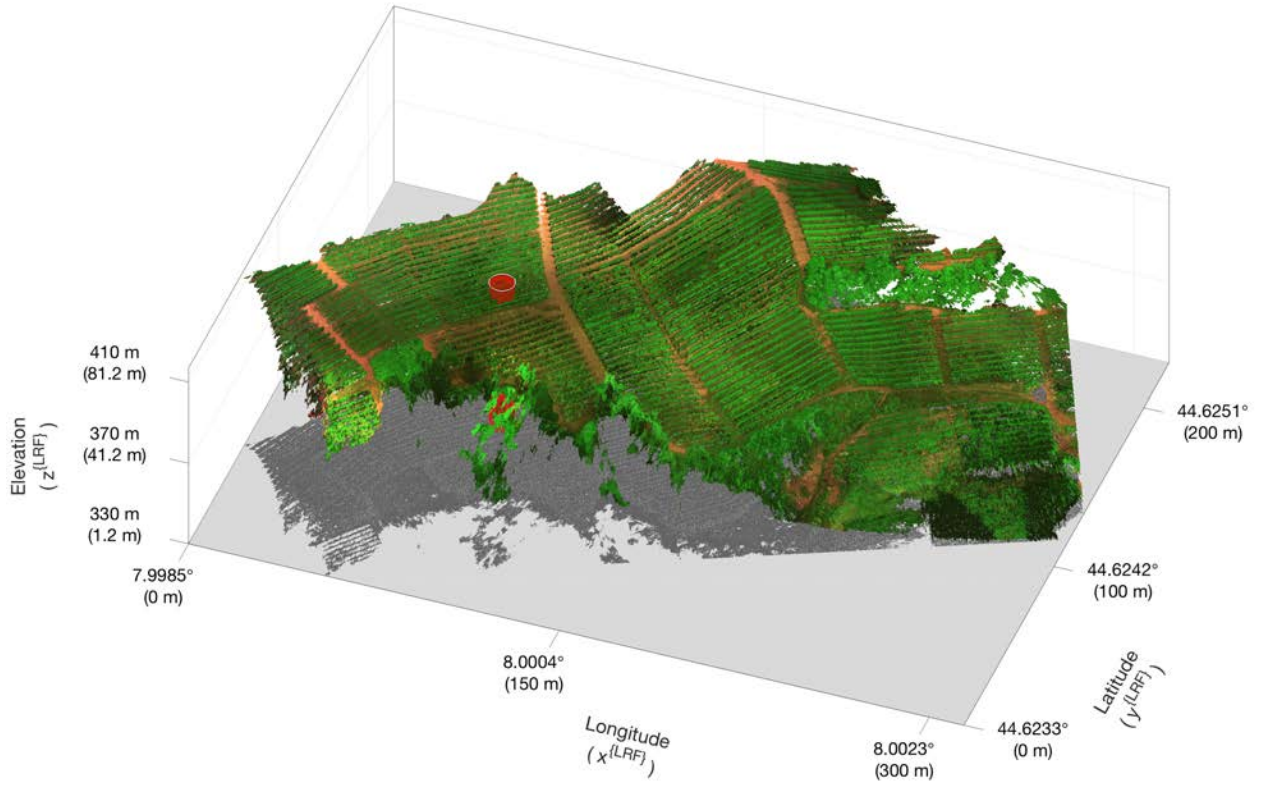 410 m
(81.2 m)
370 m
(41.2 m)
330 m
(1.2 m)
Elevation
( z{LRF} )
7.9985°
(0 m)
8.0004°
(150 m)
8.0023°
(300 m)
Longitude
( x{LRF} )
44.6251°
(200 m)
44.6242°
(100 m)
44.6233°
(0 m)
Latitude
( y{LRF} )